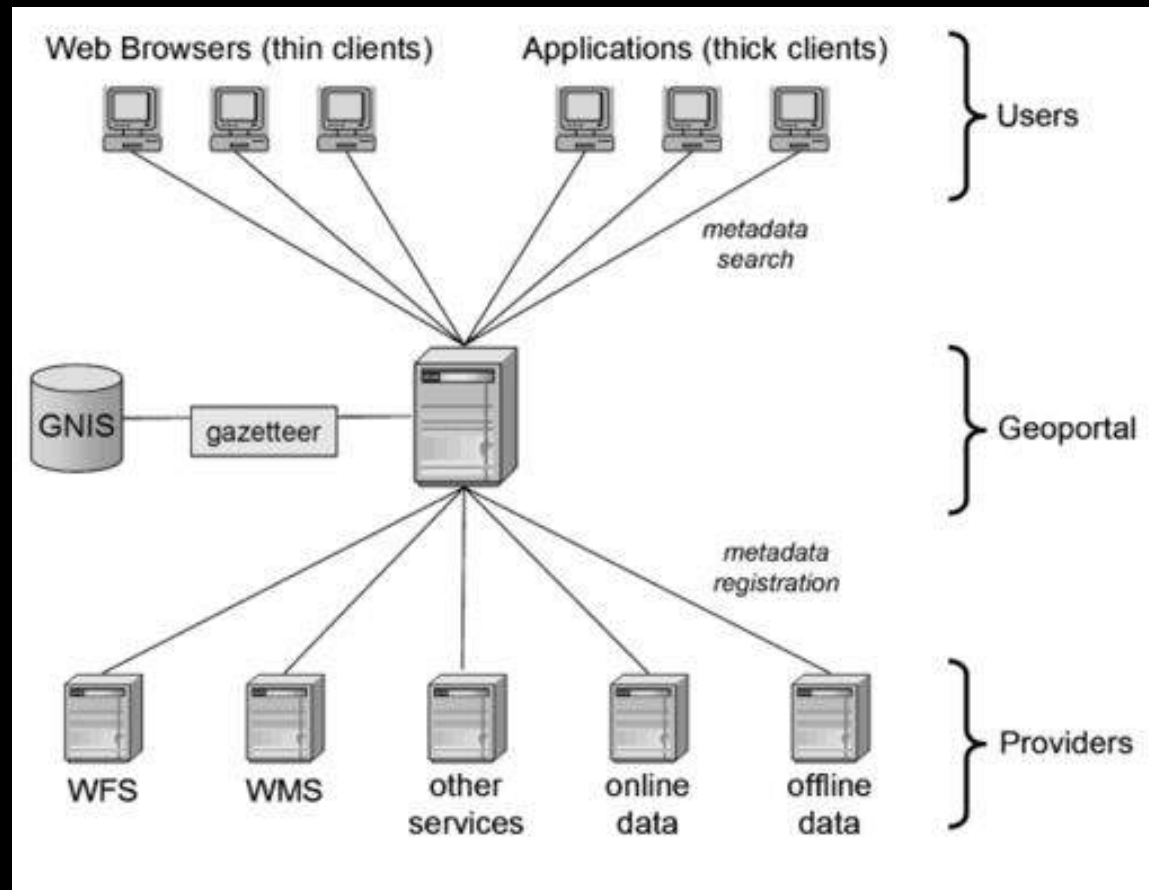 Web Browsers (thin clients)
Applications (thick clients)
Users
metadata
search
GNIS
gazetteer
Geoportal
metadata
registration
WFS
WMS
other
services
online
data
offline
data
Providers